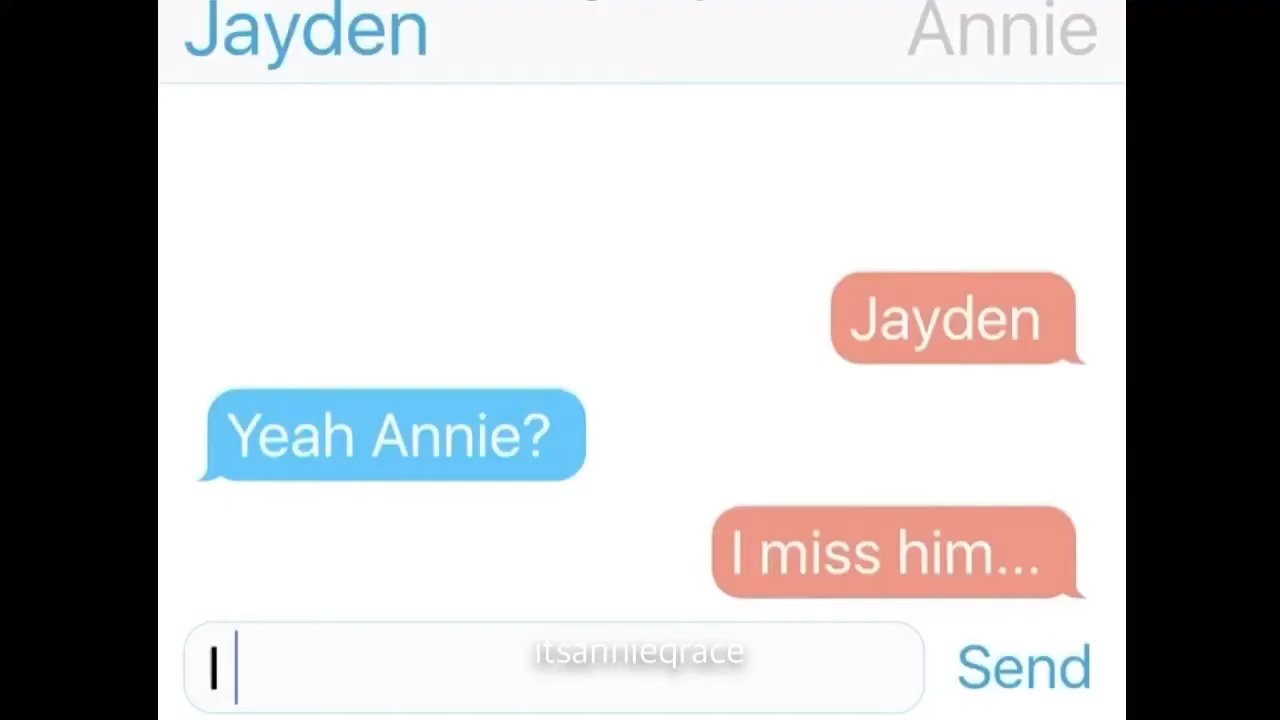 Jayden Annie
Jayden
Yeah Annie?
I miss him...
I
itsannieqrace
Send